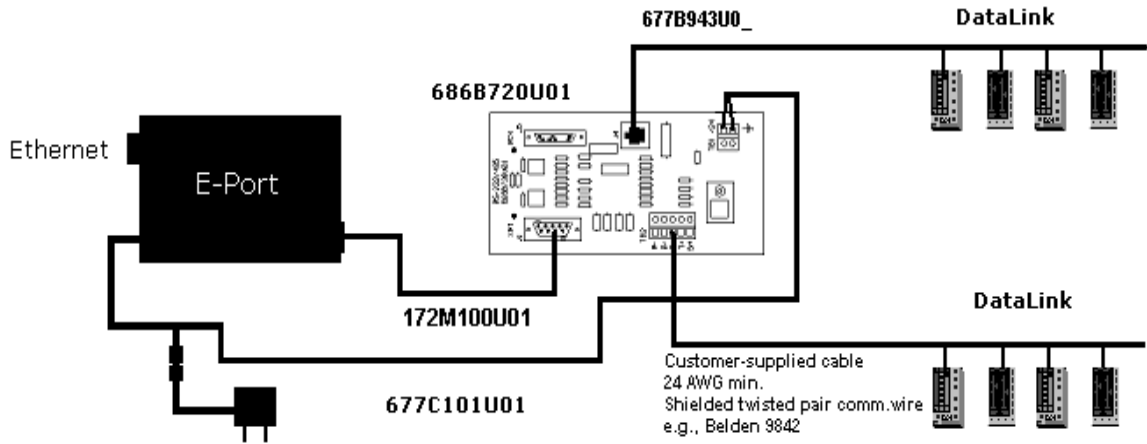 677B943U0_
DataLink
686B720U01
Ethernet
E-Port
172M100U01
DataLink
Customer-supplied cable
24 AWG min.
Shielded twisted pair comm.wire
e.g., Belden 9842
677C101U01